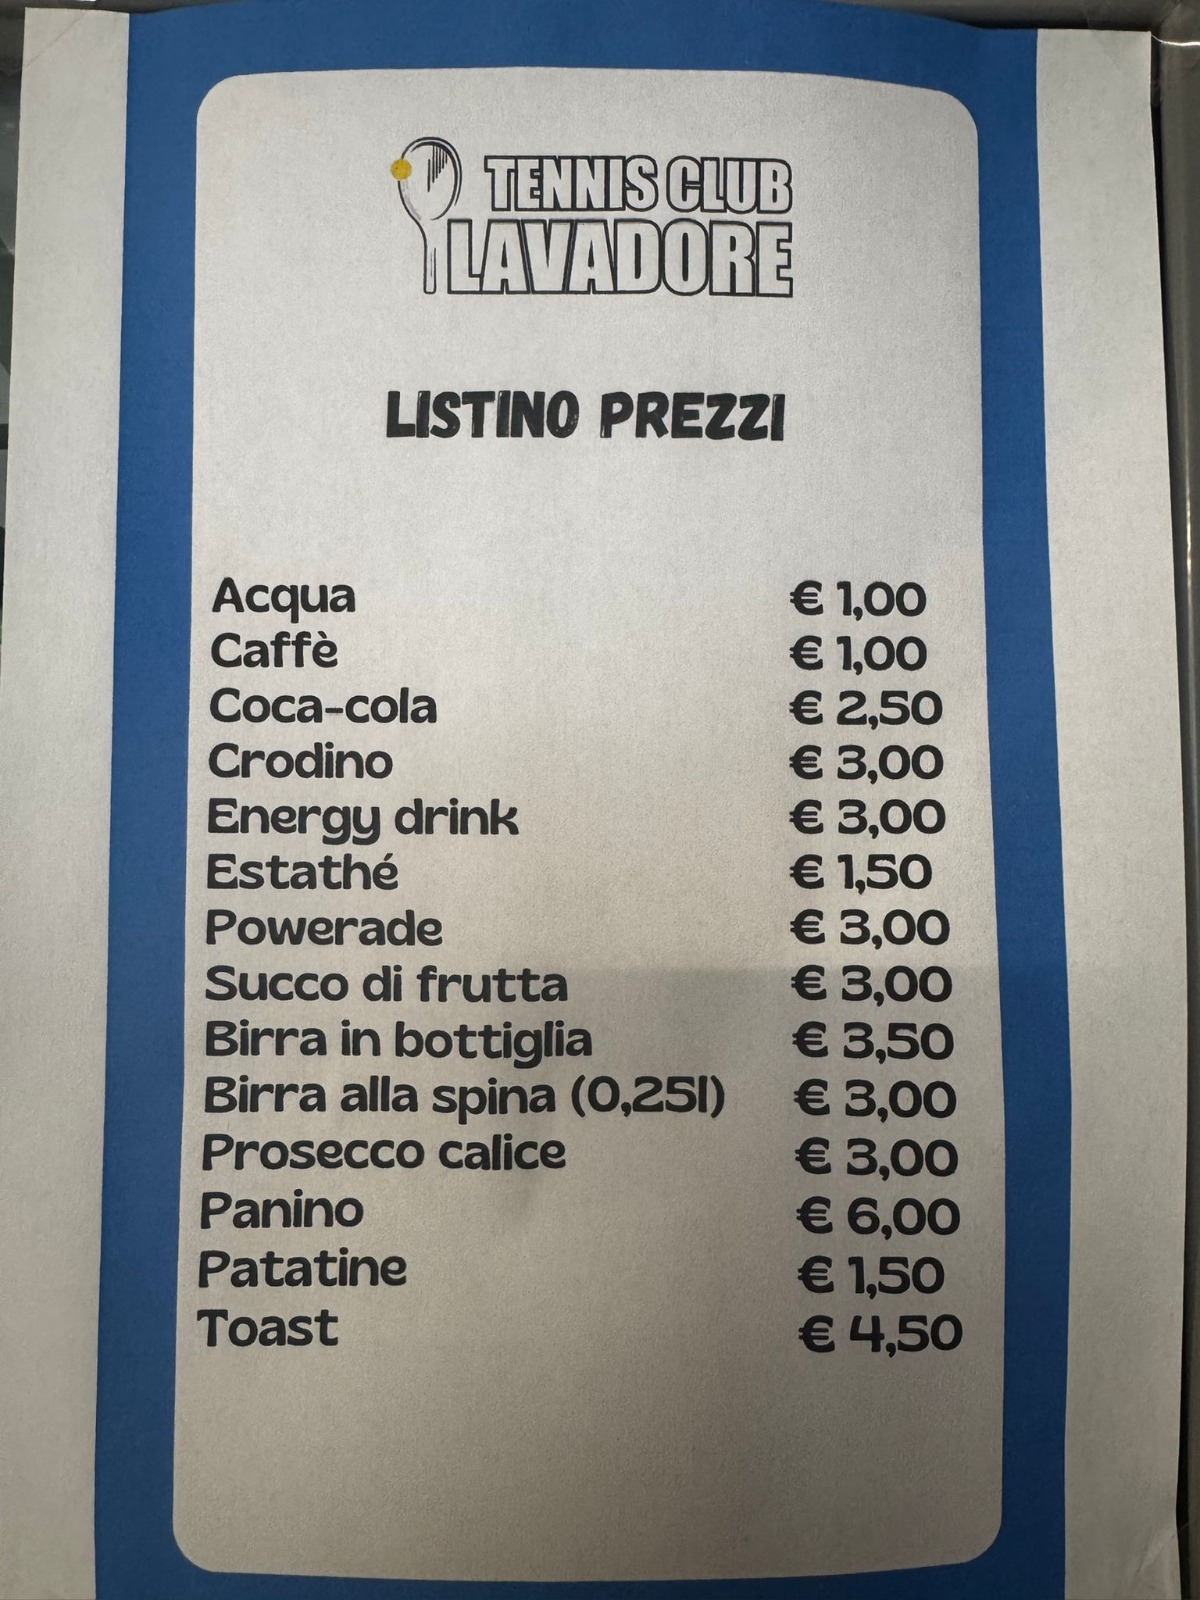 TENNIS CLUB
LAVADORE
LISTINO PREZZI
Acqua € 1,00
Caffè € 1,00
Coca-cola € 2,50
Crodino € 3,00
Energy drink € 3,00
Estathé € 1,50
Powerade € 3,00
Succo di frutta € 3,00
Birra in bottiglia € 3,50
Birra alla spina (0,25l) € 3,00
Prosecco calice € 3,00
Panino € 6,00
Patatine € 1,50
Toast € 4,50